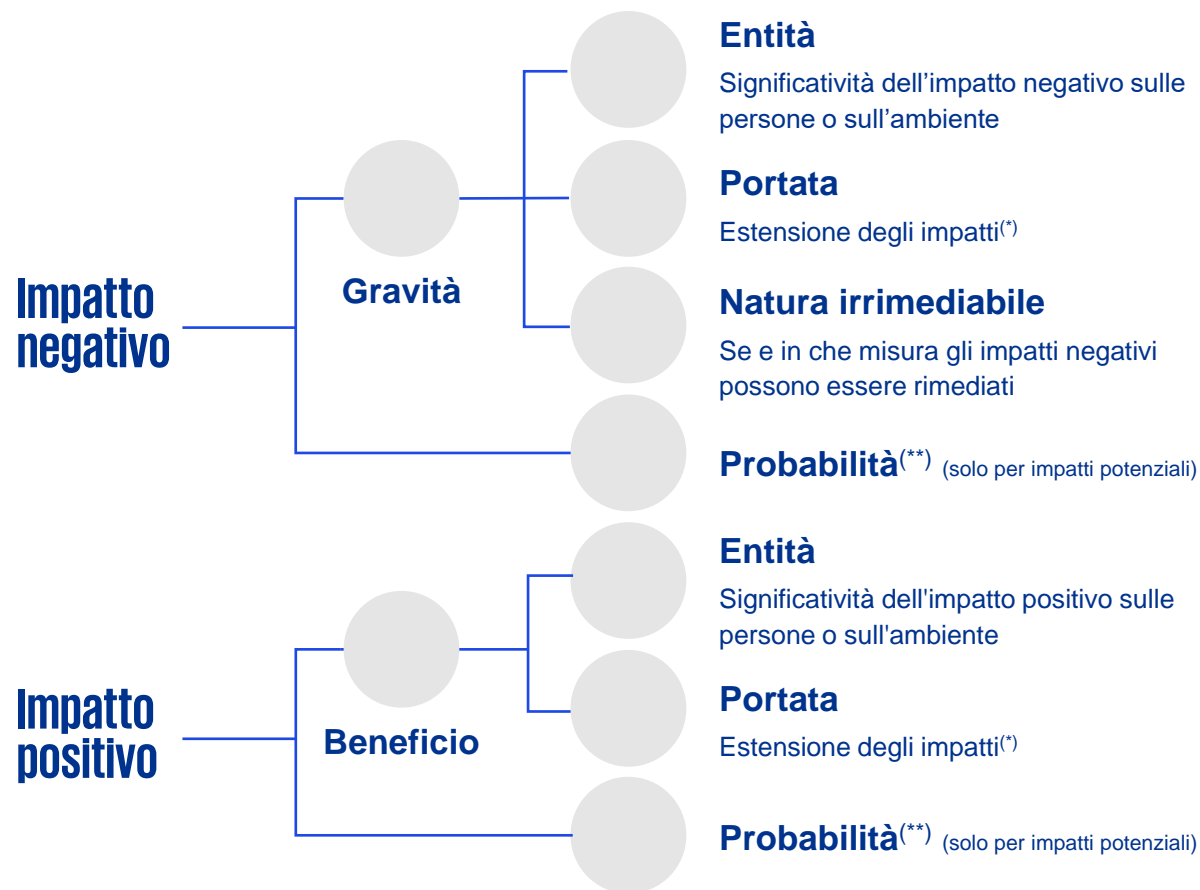 Entità
Significatività dell’impatto negativo sulle
persone o sull’ambiente
Portata
Estensione degli impatti(*)
Impatto
negativo
Gravità
Natura irrimediabile
Se e in che misura gli impatti negativi
possono essere rimediati
Probabilità(**) (solo per impatti potenziali)
Entità
Significatività dell'impatto positivo sulle
persone o sull'ambiente
Impatto
positivo
Beneficio
Portata
Estensione degli impatti(*)
Probabilità(**) (solo per impatti potenziali)